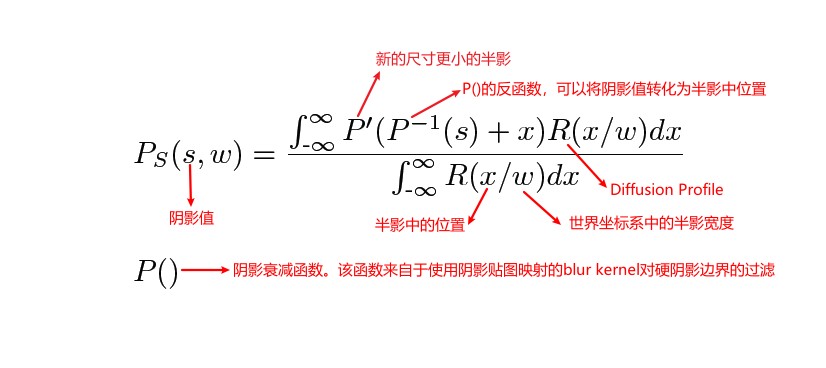 新的尺寸更小的半影
P()的反函数，可以将阴影值转化为半影中位置
P_S(s, w) = \frac{\int_{-\infty}^{\infty} P'(P^{-1}(s) + x)R(x/w)dx}{\int_{-\infty}^{\infty} R(x/w)dx}
Diffusion Profile
阴影值
半影中的位置
世界坐标系中的半影宽度
P() 阴影衰减函数。该函数来自于使用阴影贴图映射的blur kernel对硬阴影边界的过滤